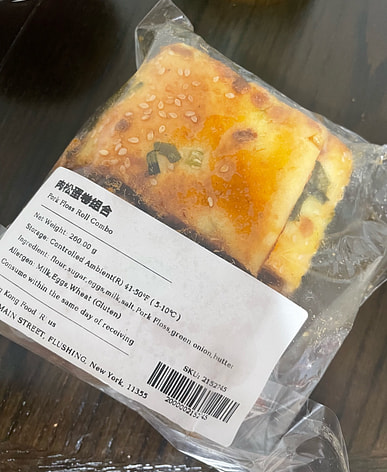 肉松蛋卷组合
Pork Floss Roll Combo
Net Weight: 260.00 g
Storage: Controlled Ambient(R) 41-50°F (5-10℃)
Ingredient: flour,sugar,eggs,milk,salt,Pork Floss,green onion,butter
Allergen: Milk,Eggs,Wheat (Gluten)
Consume within the same day of receiving
Kong Food R us
MAIN STREET, FLUSHING, New York, 11355
SKU: 2152745